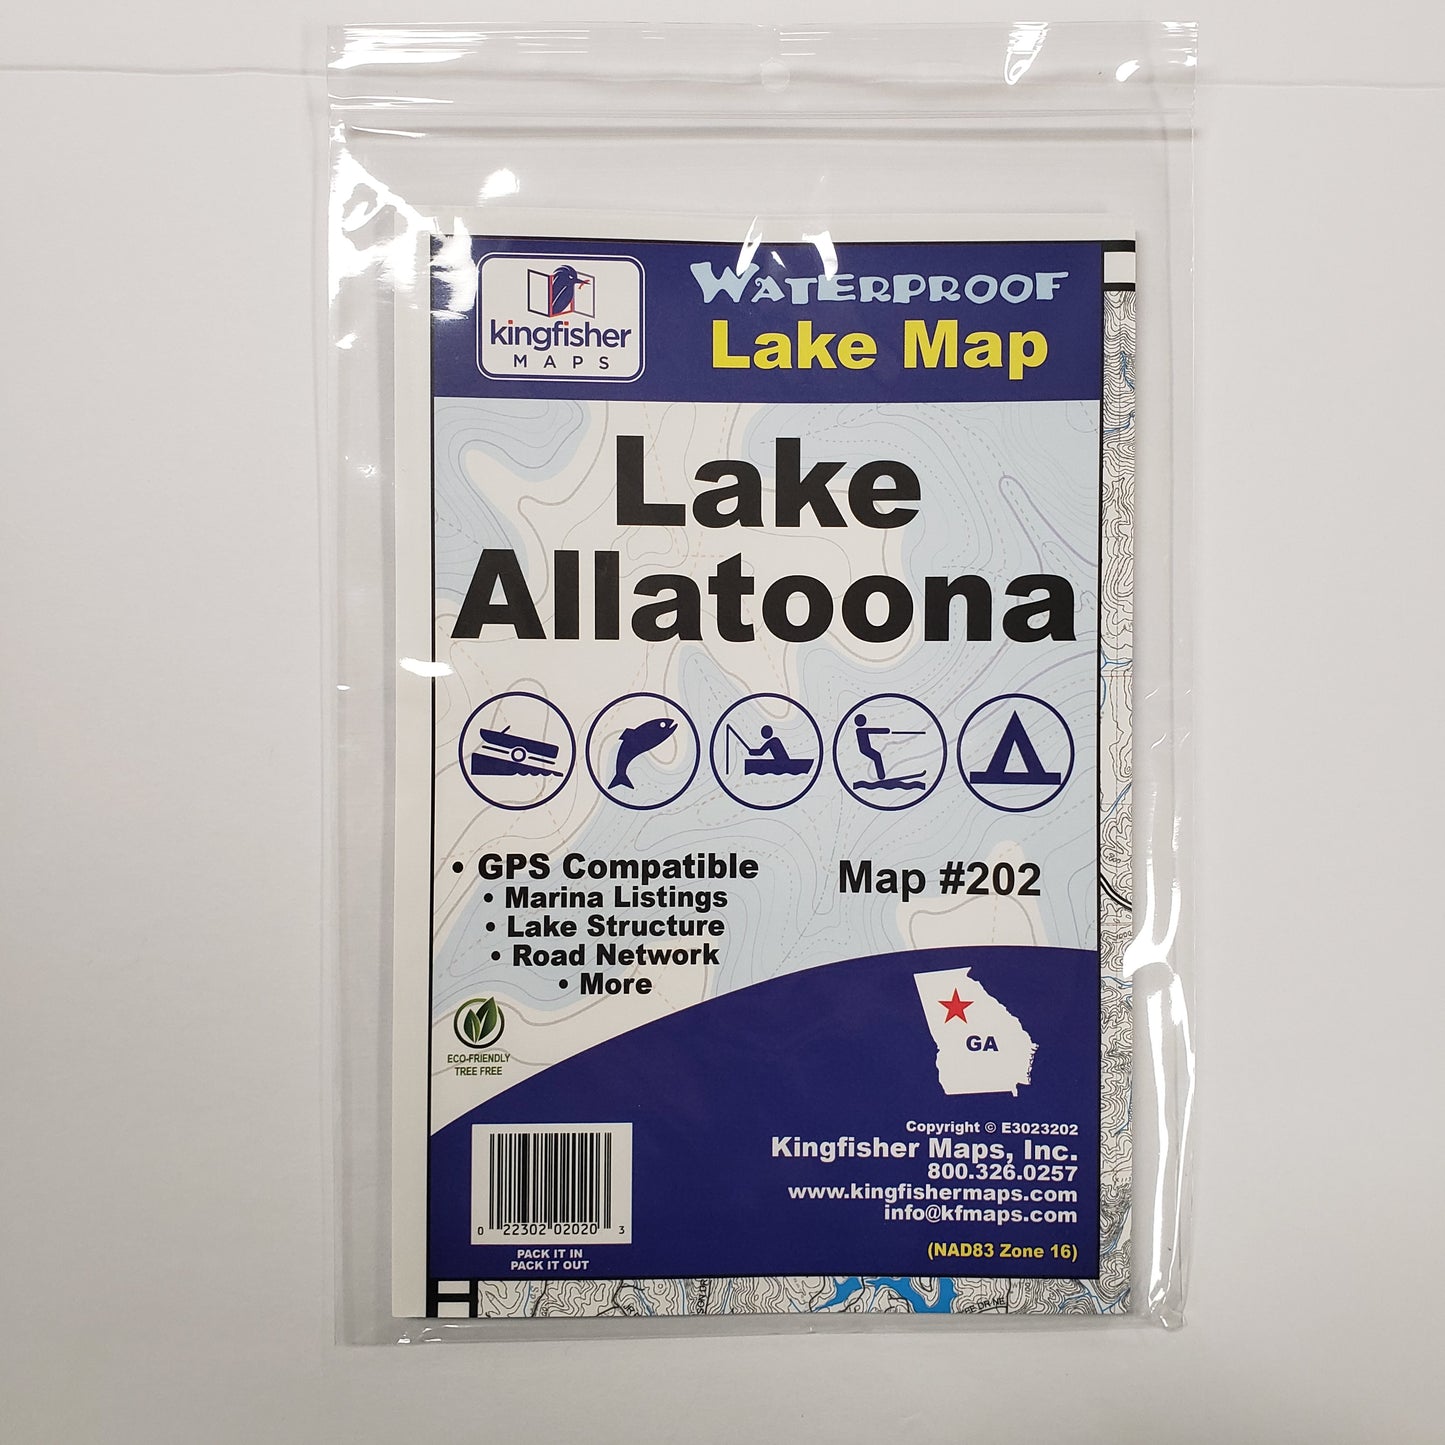 kingfisher
MAPS
WATERPROOF
Lake Map
Lake
Allatoona
• GPS Compatible
• Marina Listings
• Lake Structure
• Road Network
• More
Map #202
ECO-FRIENDLY
TREE FREE
GA
Copyright © E3023202
Kingfisher Maps, Inc.
800.326.0257
www.kingfishermaps.com
info@kfmaps.com
(NAD83 Zone 16)
0 22302 02020 3
PACK IT IN
PACK IT OUT